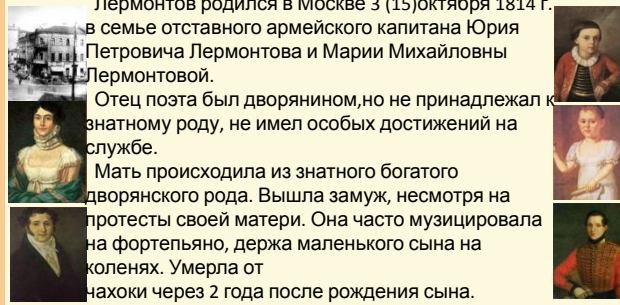 Лермонтов родился в Москве 3 (15)октября 1814 г.
в семье отставного армейского капитана Юрия
Петровича Лермонтова и Марии Михайловны
Лермонтовой.
Отец поэта был дворянином,но не принадлежал к
знатному роду, не имел особых достижений на
службе.
Мать происходила из знатного богатого
дворянского рода. Вышла замуж, несмотря на
протесты своей матери. Она часто музицировала
на фортепьяно, держа маленького сына на
коленях. Умерла от
чахоки через 2 года после рождения сына.